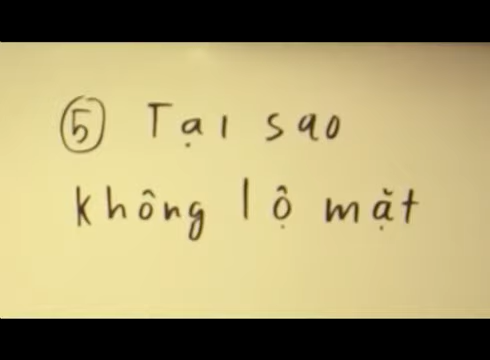 ⑤ Tại sao
không lộ mặt